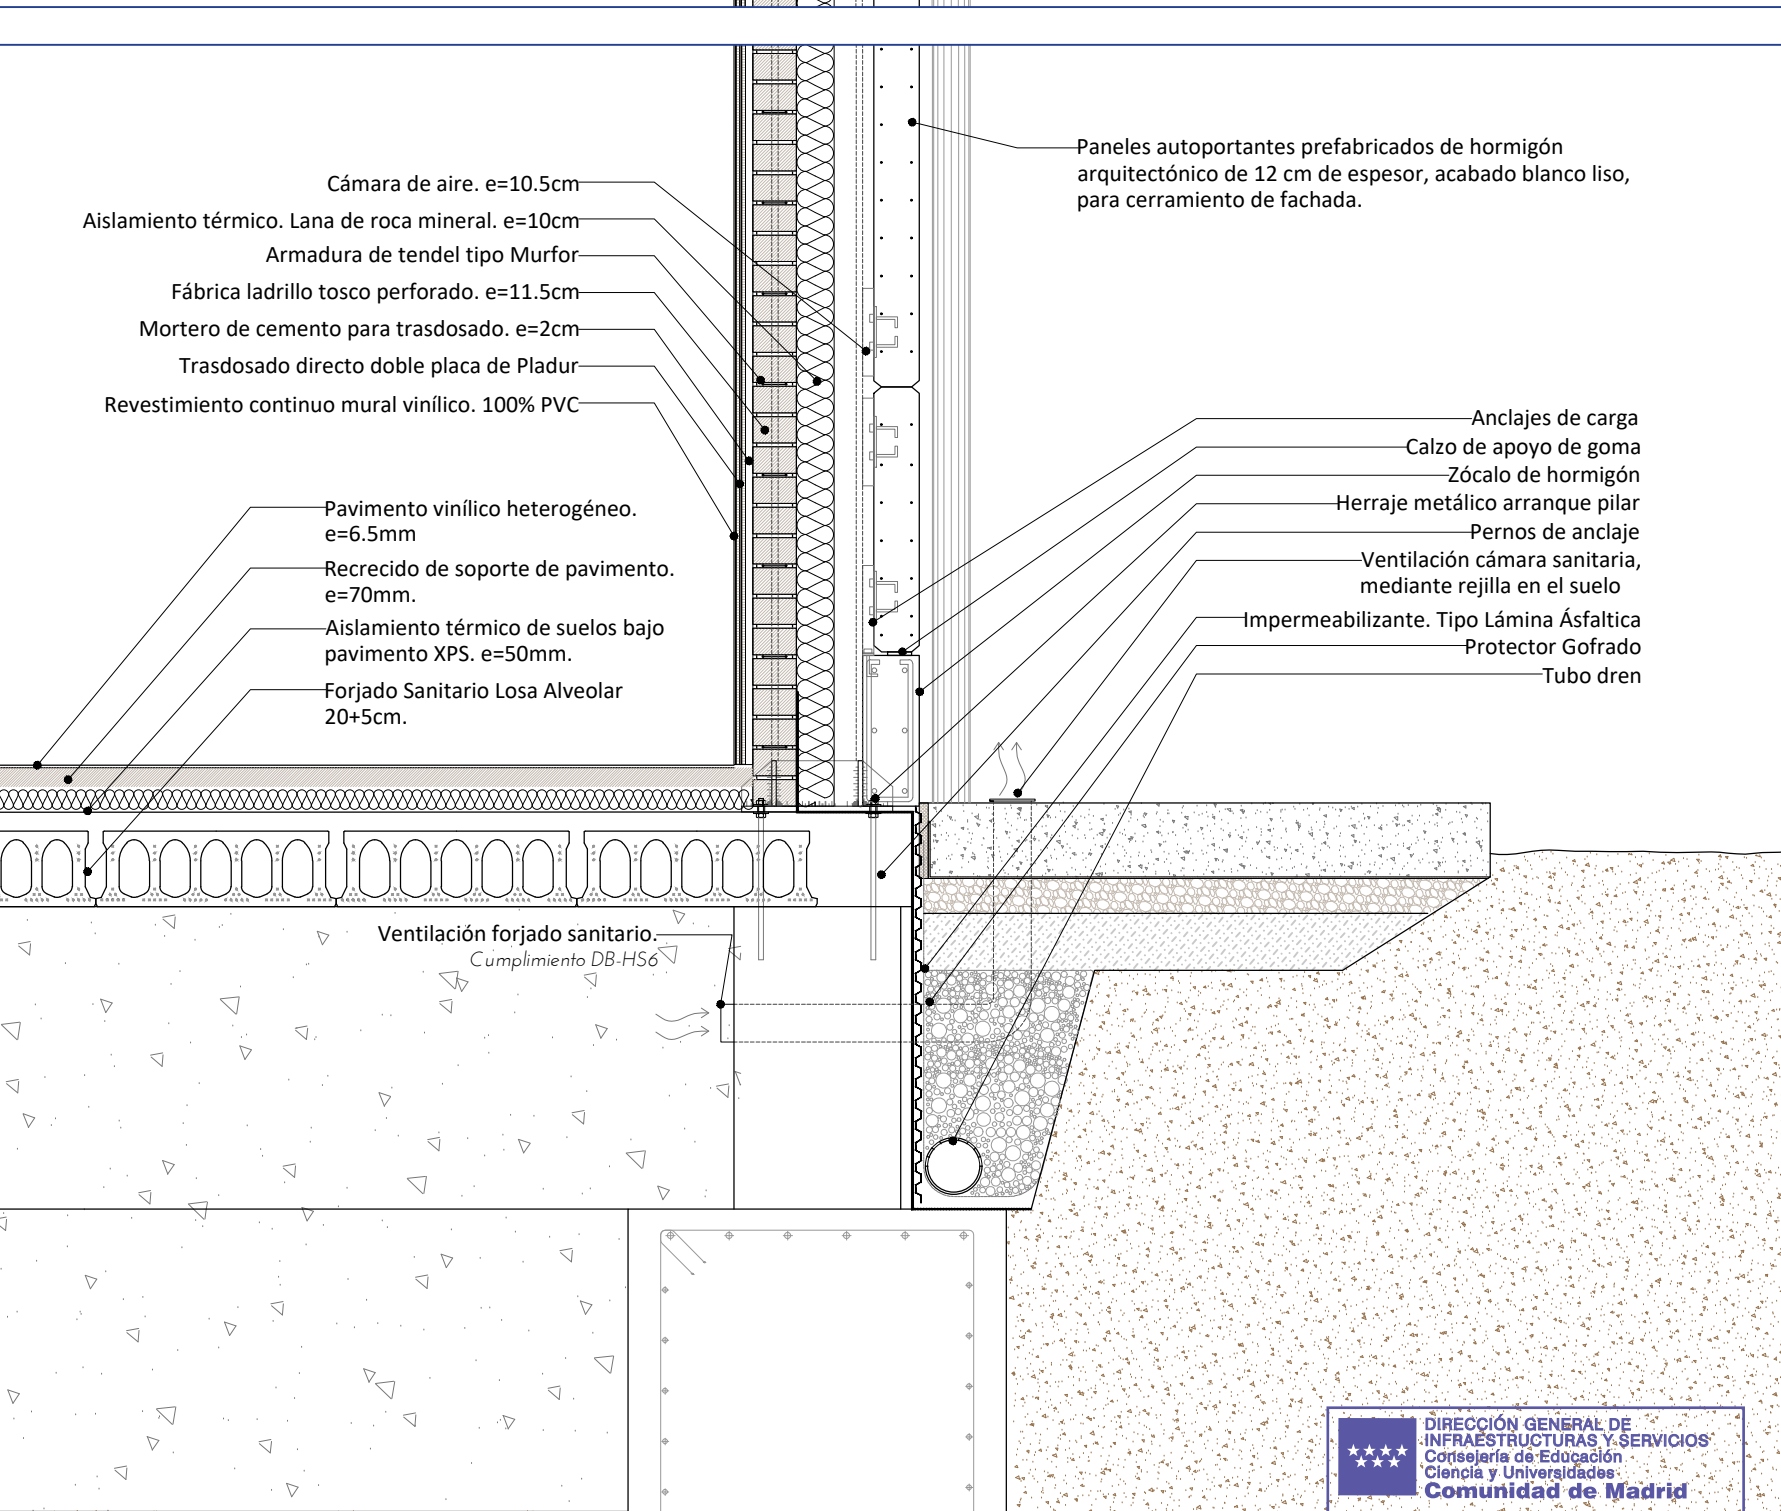 Paneles autoportantes prefabricados de hormigón
arquitectónico de 12 cm de espesor, acabado blanco liso,
para cerramiento de fachada.
Cámara de aire. e=10.5cm
Aislamiento térmico. Lana de roca mineral. e=10cm
Armadura de tendel tipo Murfor
Fábrica ladrillo tosco perforado. e=11.5cm
Mortero de cemento para trasdosado. e=2cm
Trasdosado directo doble placa de Pladur
Revestimiento continuo mural vinílico. 100% PVC
Anclajes de carga
Calzo de apoyo de goma
Zócalo de hormigón
Herraje metálico arranque pilar
Pernos de anclaje
Ventilación cámara sanitaria,
mediante rejilla en el suelo
Impermeabilizante. Tipo Lámina Ásfaltica
Protector Gofrado
Tubo dren
Pavimento vinílico heterogéneo.
e=6.5mm
Recrecido de soporte de pavimento.
e=70mm.
Aislamiento térmico de suelos bajo
pavimento XPS. e=50mm.
Forjado Sanitario Losa Alveolar
20+5cm.
Ventilación forjado sanitario.
Cumplimiento DB-HS6
DIRECCIÓN GENERAL DE
INFRAESTRUCTURAS Y SERVICIOS
Consejería de Educación
Ciencia y Universidades
Comunidad de Madrid